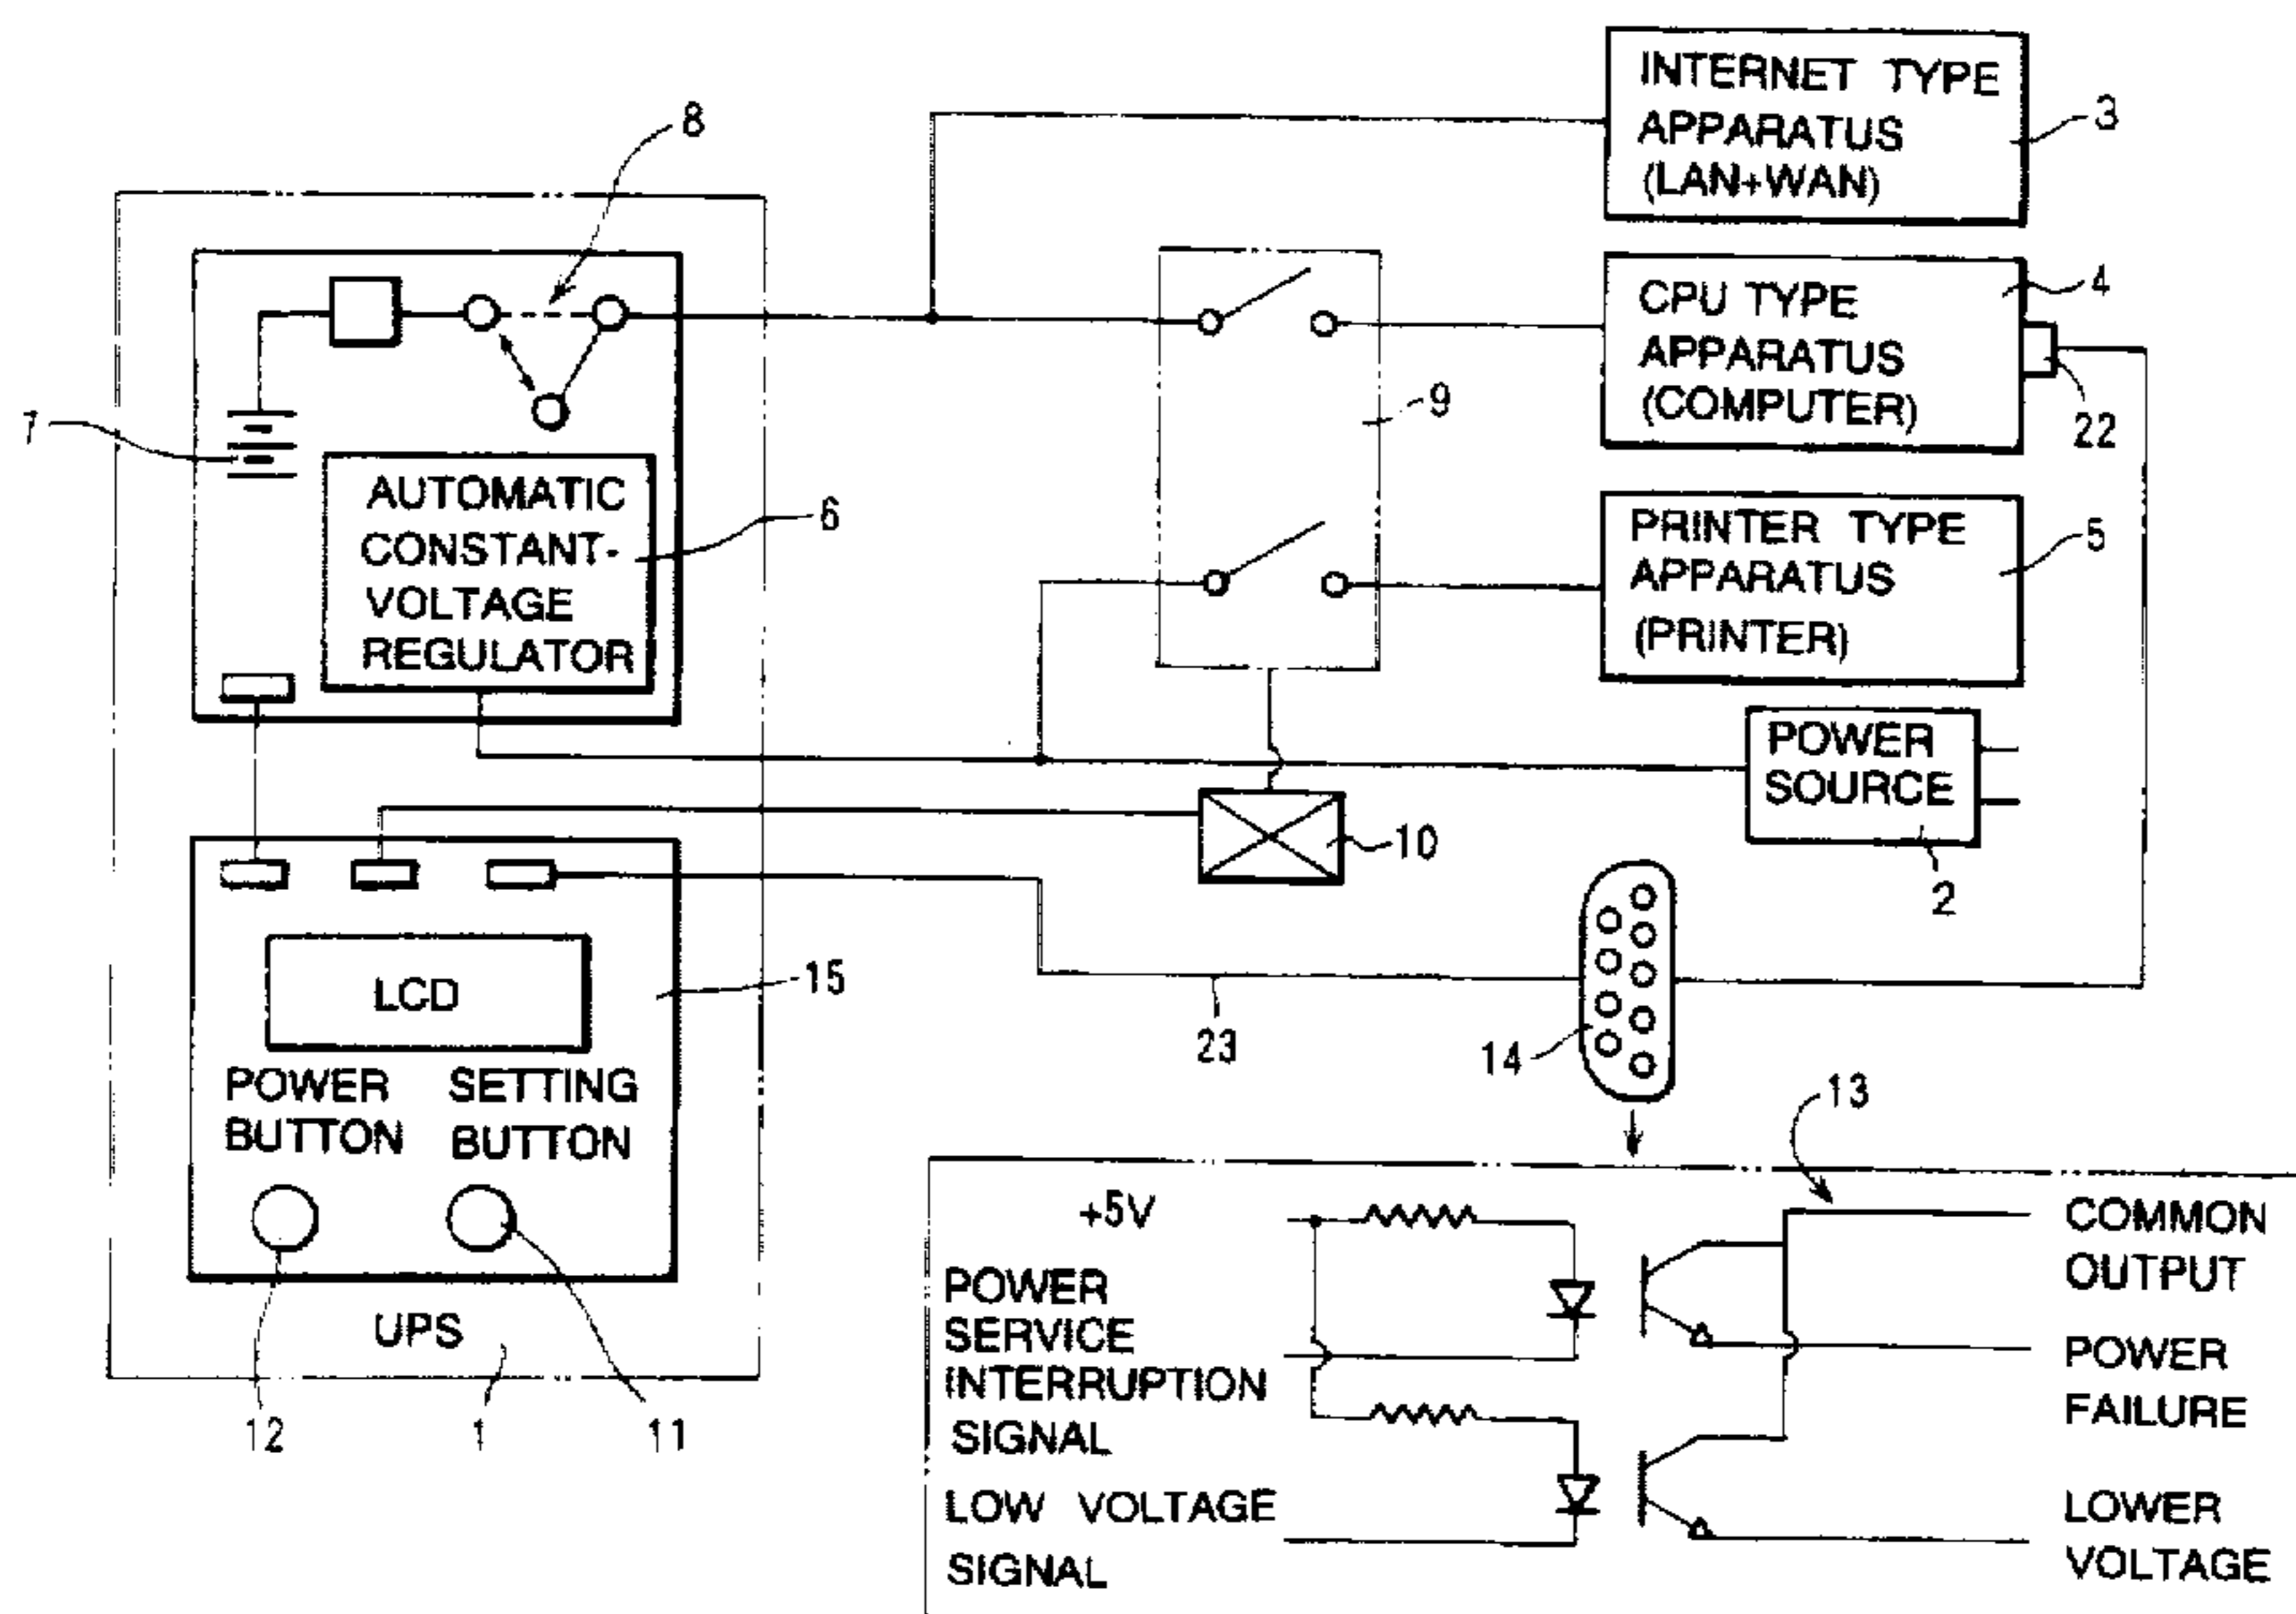 INTERNET TYPE
APPARATUS
(LAN+WAN)
3
8
CPU TYPE
APPARATUS
(COMPUTER)
4
22
7
9
AUTOMATIC
CONSTANT-
VOLTAGE
REGULATOR
6
PRINTER TYPE
APPARATUS
(PRINTER)
5
POWER
SOURCE
2
10
LCD
15
POWER
BUTTON
SETTING
BUTTON
23
14
13
UPS
12
1
11
+5V
POWER
SERVICE
INTERRUPTION
SIGNAL
LOW VOLTAGE
SIGNAL
COMMON
OUTPUT
POWER
FAILURE
LOWER
VOLTAGE